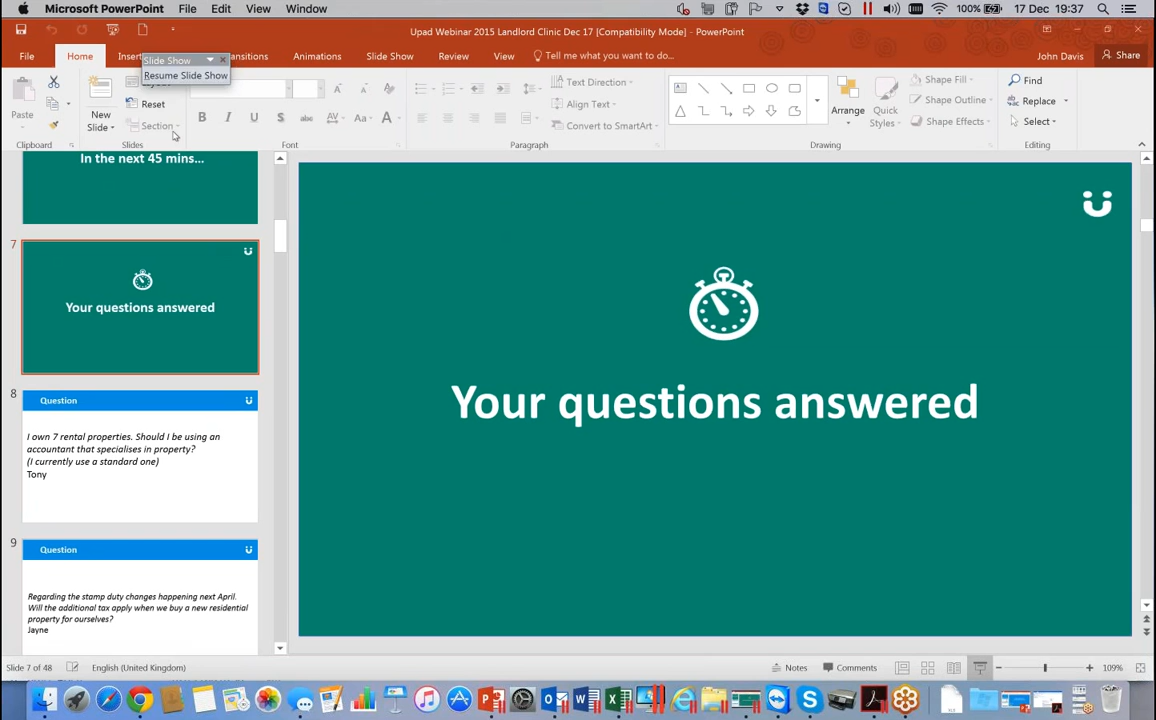 Microsoft PowerPoint File Edit View Window 100% 17 Dec 19:37
Upad Webinar 2015 Landlord Clinic Dec 17 [Compatibility Mode] - PowerPoint
File Home Insert Transitions Animations Slide Show Review View Tell me what you want to do... John Davis Share
Slide Show
Resume Slide Show
Paste
New
Slide
Layout
Reset
Section
B I U S abc AV Aa A
Text Direction
Align Text
Convert to SmartArt
Arrange
Quick
Styles
Shape Fill
Shape Outline
Shape Effects
Find
Replace
Select
Clipboard Slides Font Paragraph Drawing Editing
In the next 45 mins...
7
Your questions answered
8
Question
I own 7 rental properties. Should I be using an
accountant that specialises in property?
(I currently use a standard one)
Tony
9
Question
Regarding the stamp duty changes happening next April.
Will the additional tax apply when we buy a new residential
property for ourselves?
Jayne
Your questions answered
Slide 7 of 48 English (United Kingdom) Notes Comments 109%